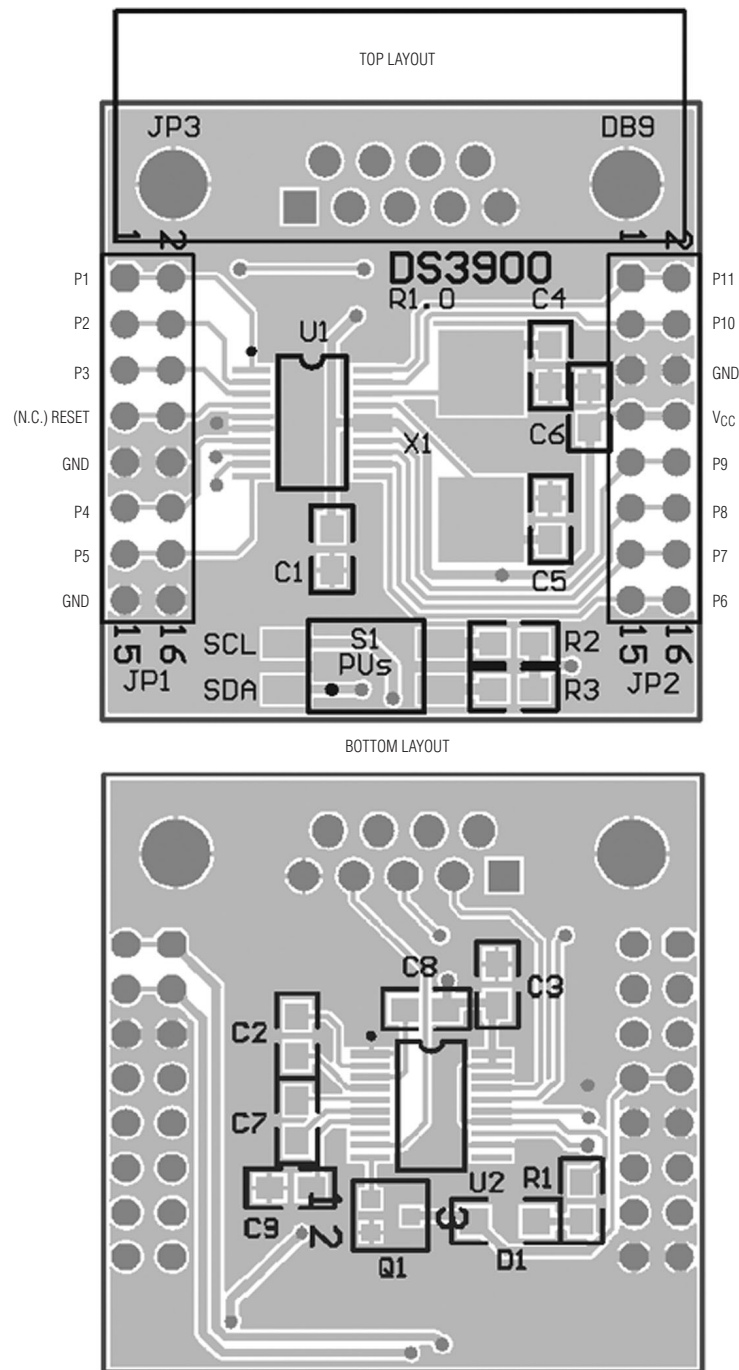 TOP LAYOUT
JP3 DB9
1 2 1 2
DS3900
R1.0 C4
P1 P11
P2 U1 P10
P3 GND
(N.C.) RESET C6 VCC
X1
GND P9
P4 P8
P5 C1 C5 P7
GND P6
15 16 SCL S1 R2 15 16
JP1 PUs JP2
SDA R3
BOTTOM LAYOUT
C8 C3
C2
C7
C9 1 2 3 U2 R1
Q1 D1